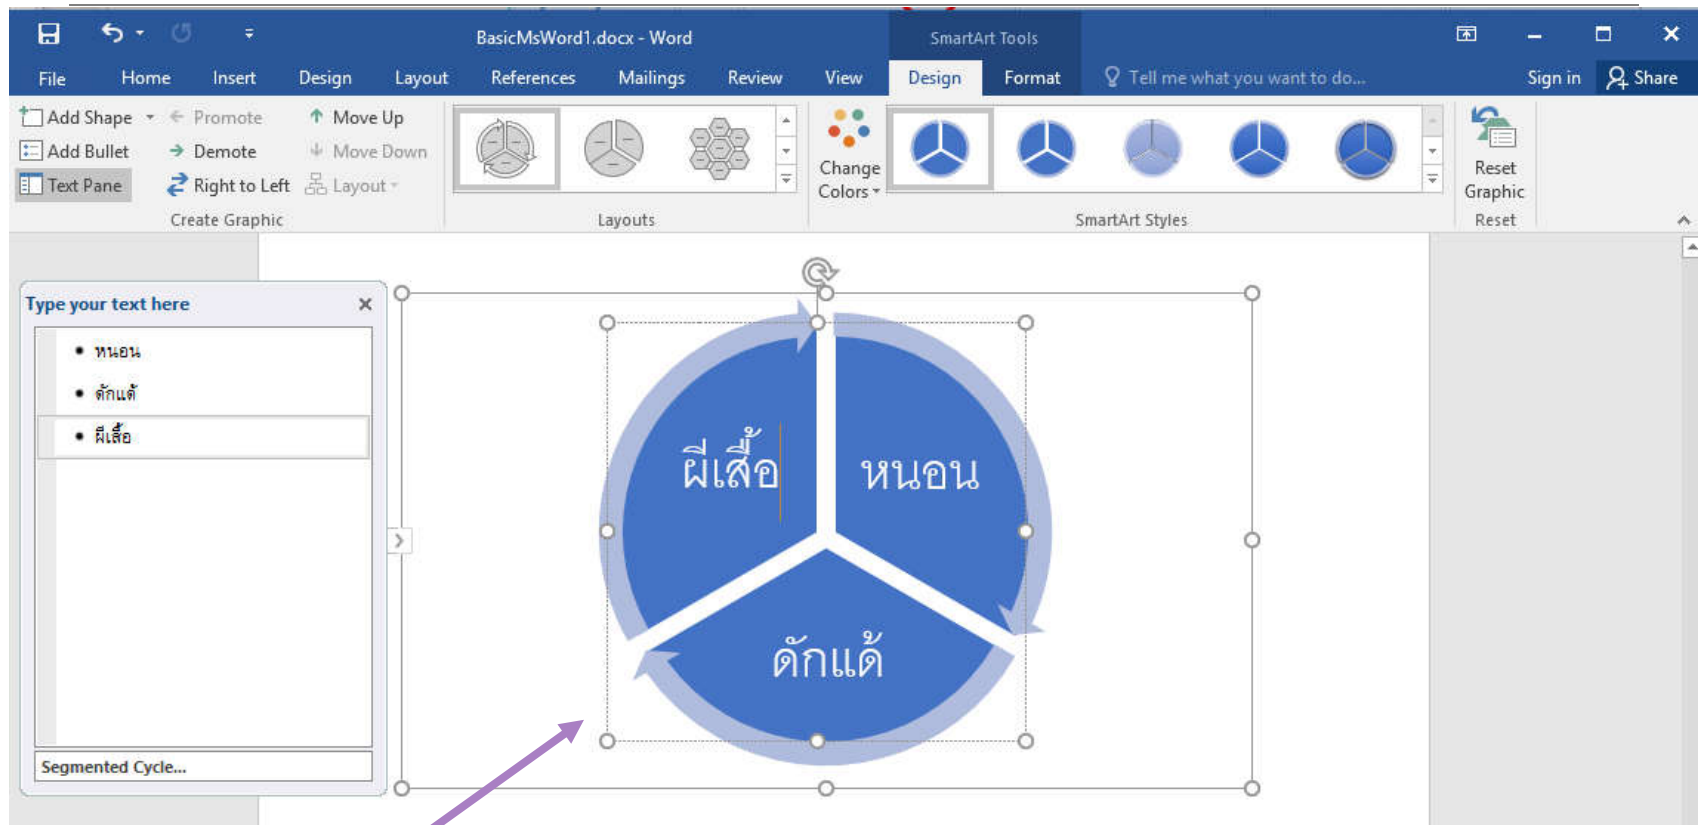 BasicMsWord1.docx - Word
SmartArt Tools
File Home Insert Design Layout References Mailings Review View Design Format Tell me what you want to do... Sign in Share
Add Shape Promote Move Up
Add Bullet Demote Move Down
Text Pane Right to Left Layout
Create Graphic
Layouts
Change
Colors
SmartArt Styles
Reset
Graphic
Reset
Type your text here
หนอน
ดักแด้
ผีเสื้อ
Segmented Cycle...
ผีเสื้อ
หนอน
ดักแด้